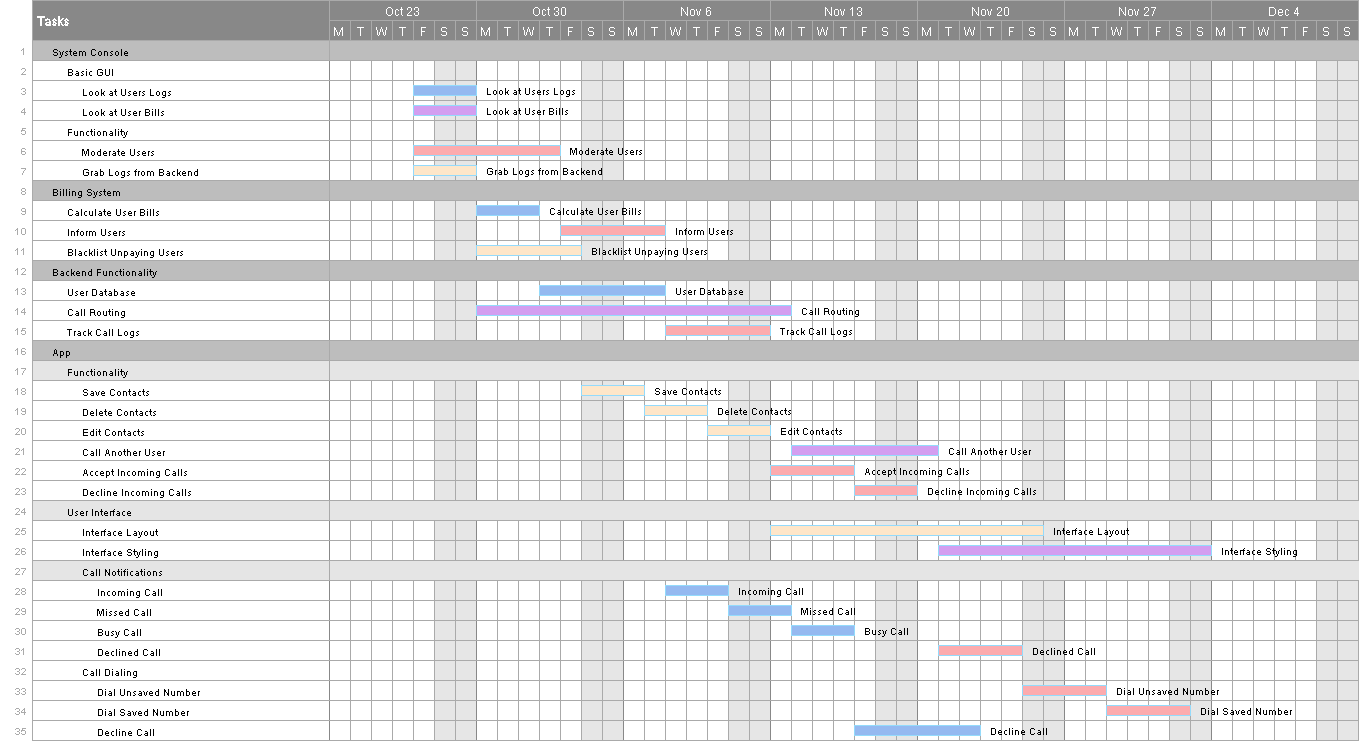 Tasks Oct 23 Oct 30 Nov 6 Nov 13 Nov 20 Nov 27 Dec 4
M T W T F S S M T W T F S S M T W T F S S M T W T F S S M T W T F S S M T W T F S S M T W T F S S
1 System Console
2 Basic GUI
3 Look at Users Logs Look at Users Logs
4 Look at User Bills Look at User Bills
5 Functionality
6 Moderate Users Moderate Users
7 Grab Logs from Backend Grab Logs from Backend
8 Billing System
9 Calculate User Bills Calculate User Bills
10 Inform Users Inform Users
11 Blacklist Unpaying Users Blacklist Unpaying Users
12 Backend Functionality
13 User Database User Database
14 Call Routing Call Routing
15 Track Call Logs Track Call Logs
16 App
17 Functionality
18 Save Contacts Save Contacts
19 Delete Contacts Delete Contacts
20 Edit Contacts Edit Contacts
21 Call Another User Call Another User
22 Accept Incoming Calls Accept Incoming Calls
23 Decline Incoming Calls Decline Incoming Calls
24 User Interface
25 Interface Layout Interface Layout
26 Interface Styling Interface Styling
27 Call Notifications
28 Incoming Call Incoming Call
29 Missed Call Missed Call
30 Busy Call Busy Call
31 Declined Call Declined Call
32 Call Dialing
33 Dial Unsaved Number Dial Unsaved Number
34 Dial Saved Number Dial Saved Number
35 Decline Call Decline Call